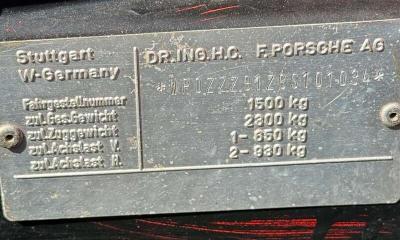 Stuttgart DR.ING.H.C. F.PORSCHE AG
W-Germany
Fahrgestellnummer
zul.Ges.Gewicht 1500 kg
zul.Zuggewicht 2300 kg
zul.Achslast V. 1- 650 kg
zul.Achslast H. 2- 930 kg